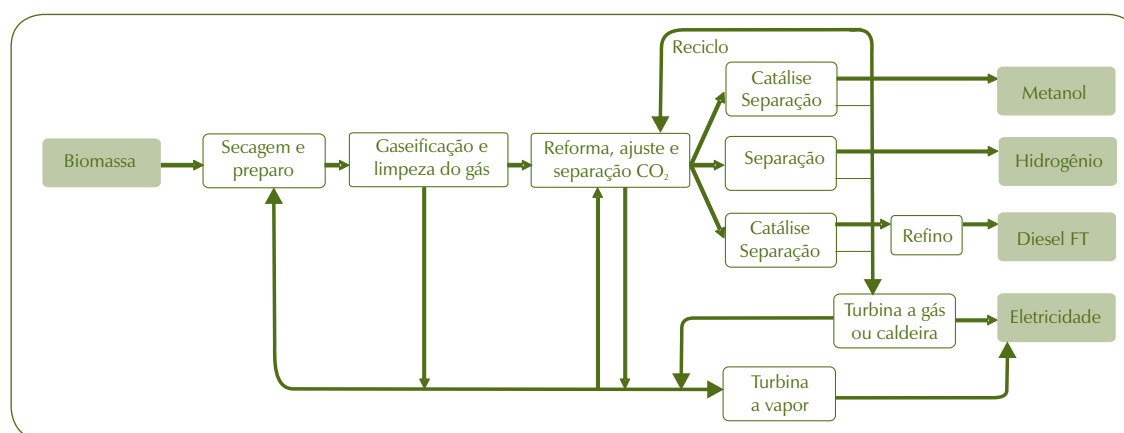 Reciclo
Catálise
Separação
Metanol
Biomassa
Secagem e
preparo
Gaseificação e
limpeza do gás
Reforma, ajuste e
separação CO₂
Separação
Hidrogênio
Catálise
Separação
Refino
Diesel FT
Turbina a gás
ou caldeira
Eletricidade
Turbina
a vapor